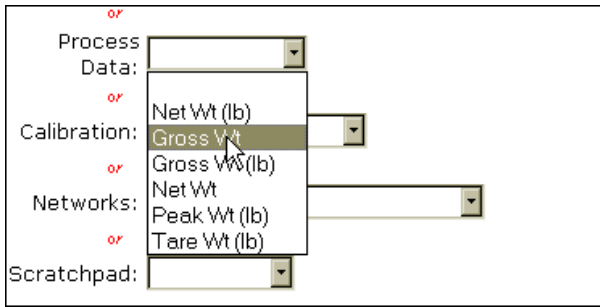 or
Process
Data:
or
Net Wt (lb)
Calibration:
Gross Wt
or
Gross Wt (lb)
Networks:
Net Wt
Peak Wt (lb)
or
Tare Wt (lb)
Scratchpad: